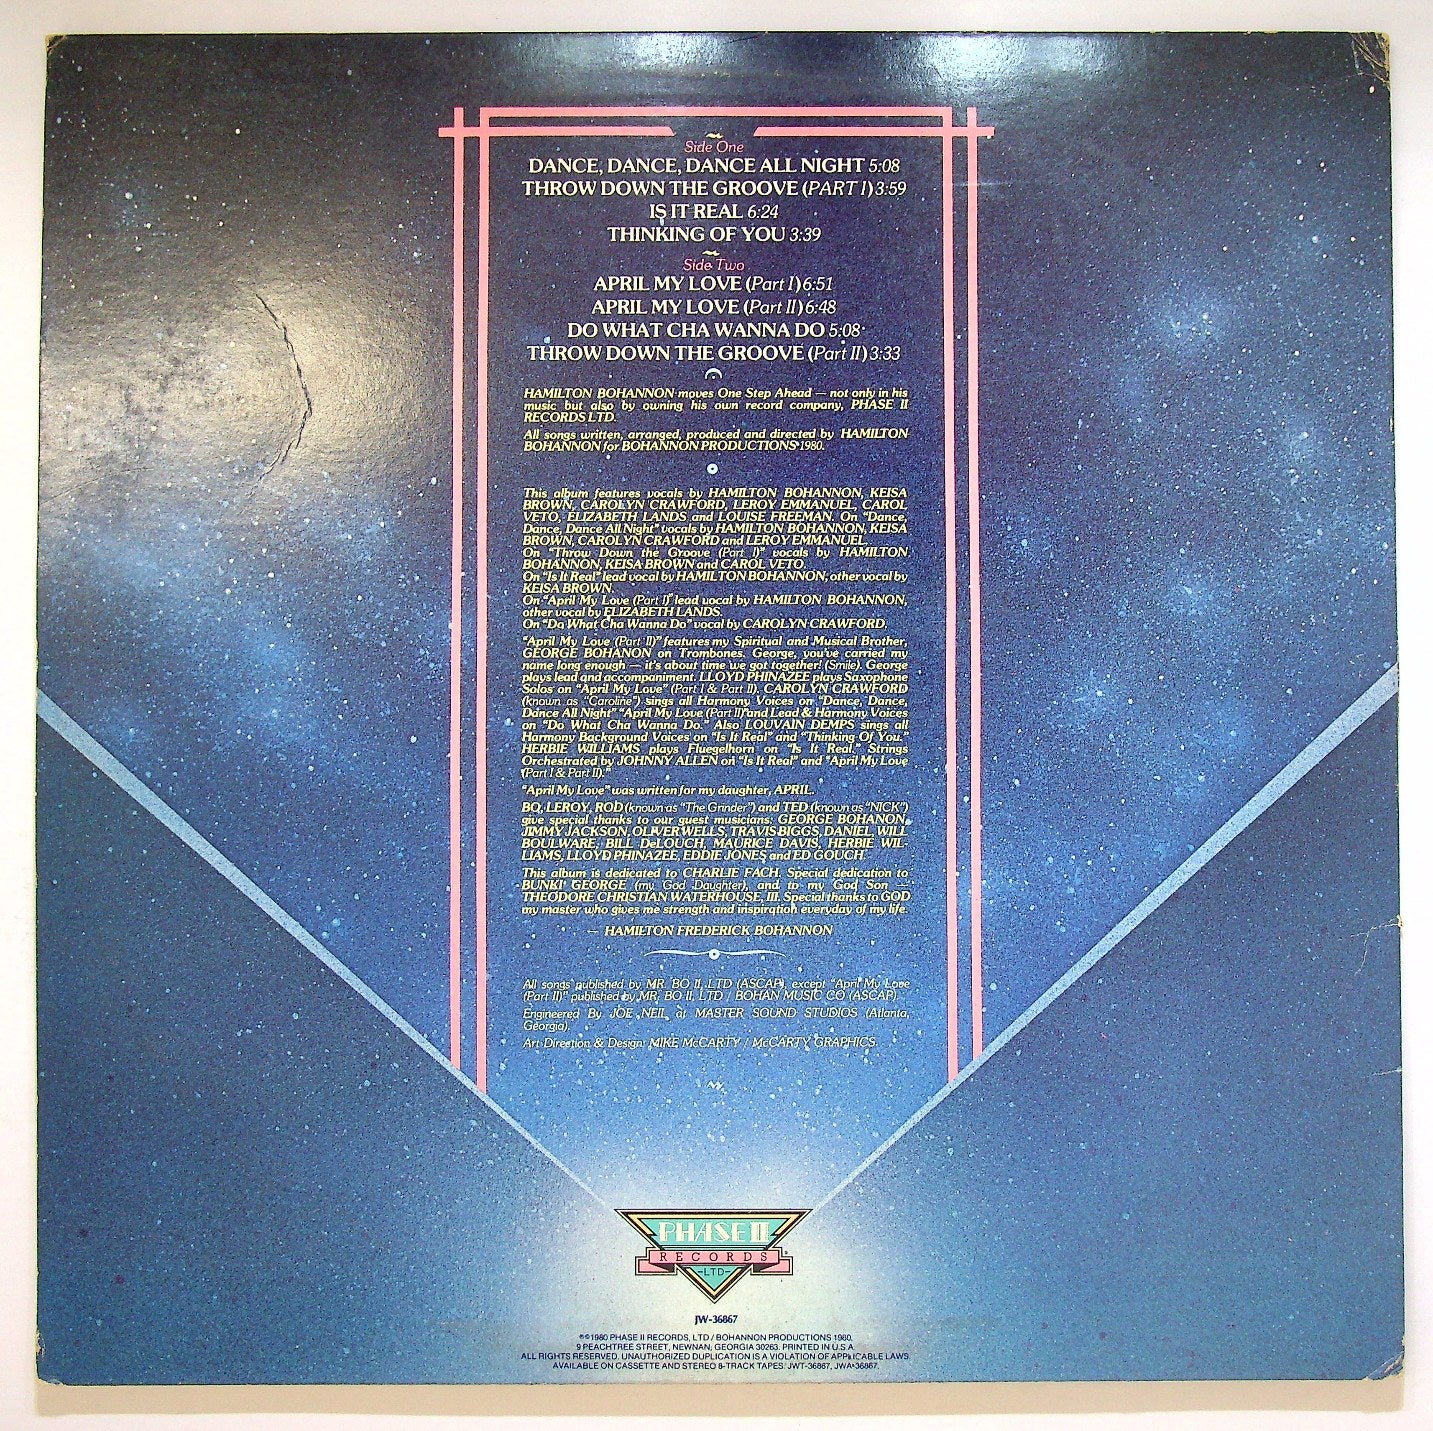 Side One
DANCE, DANCE, DANCE ALL NIGHT 5:08
THROW DOWN THE GROOVE (PART I) 3:59
IS IT REAL 6:24
THINKING OF YOU 3:39
Side Two
APRIL MY LOVE (Part I) 6:51
APRIL MY LOVE (Part II) 6:48
DO WHAT CHA WANNA DO 5:08
THROW DOWN THE GROOVE (Part II) 3:33
HAMILTON BOHANNON moves One Step Ahead — not only in his
music but also by owning his own record company, PHASE II
RECORDS LTD.
All songs written, arranged, produced and directed by HAMILTON
BOHANNON for BOHANNON PRODUCTIONS 1980.
This album features vocals by HAMILTON BOHANNON, KEISA
BROWN, CAROLYN CRAWFORD, LEROY EMMANUEL, CAROL
VETO, ELIZABETH LANDS and LOUISE FREEMAN. On "Dance,
Dance, Dance All Night" vocals by HAMILTON BOHANNON, KEISA
BROWN, CAROLYN CRAWFORD and LEROY EMMANUEL.
On "Throw Down the Groove (Part I)" vocals by HAMILTON
BOHANNON, KEISA BROWN and CAROL VETO.
On "Is It Real" lead vocal by HAMILTON BOHANNON, other vocal by
KEISA BROWN.
On "April My Love (Part I)" lead vocal by HAMILTON BOHANNON,
other vocal by ELIZABETH LANDS.
On "Do What Cha Wanna Do" vocal by CAROLYN CRAWFORD.
"April My Love (Part II)" features my Spiritual and Musical Brother,
GEORGE BOHANON on Trombones. George, you've carried my
name long enough — it's about time we got together! (Smile). George
plays lead and accompaniment. LLOYD PHINAZEE plays Saxophone
Solos on "April My Love" (Part I & Part II). CAROLYN CRAWFORD
(known as "Caroline") sings all Harmony Voices on "Dance, Dance,
Dance All Night" "April My Love (Part II)" and Lead & Harmony Voices
on "Do What Cha Wanna Do." Also LOUVAIN DEMPS sings all
Harmony Background Voices on "Is It Real" and "Thinking Of You."
HERBIE WILLIAMS plays Fluegelhorn on "Is It Real." Strings
Orchestrated by JOHNNY ALLEN on "Is It Real" and "April My Love
(Part I & Part II)."
"April My Love" was written for my daughter, APRIL.
BO, LEROY, ROD (known as "The Grinder") and TED (known as "NICK")
give special thanks to our guest musicians: GEORGE BOHANON,
JIMMY JACKSON, OLIVER WELLS, TRAVIS BIGGS, DANIEL WILL
BOULWARE, BILL DeLOUCH, MAURICE DAVIS, HERBIE WIL-
LIAMS, LLOYD PHINAZEE, EDDIE JONES and ED GOUCH.
This album is dedicated to CHARLIE FACH. Special dedication to
BUNKI' GEORGE (my God Daughter), and to my God Son —
THEODORE CHRISTIAN WATERHOUSE, III. Special thanks to GOD
my master who gives me strength and inspiration everyday of my life.
— HAMILTON FREDERICK BOHANNON
All songs published by MR. BO II, LTD (ASCAP), except "April My Love
(Part II)" published by MR. BO II, LTD / BOHAN MUSIC CO (ASCAP).
Engineered By JOE NEIL, at MASTER SOUND STUDIOS (Atlanta,
Georgia).
Art Direction & Design: MIKE McCARTY / McCARTY GRAPHICS
PHASE II
RECORDS
-LTD-
JW-36867
℗©1980 PHASE II RECORDS, LTD / BOHANNON PRODUCTIONS 1980.
9 PEACHTREE STREET, NEWNAN, GEORGIA 30263. PRINTED IN U.S.A.
ALL RIGHTS RESERVED. UNAUTHORIZED DUPLICATION IS A VIOLATION OF APPLICABLE LAWS.
AVAILABLE ON CASSETTE AND STEREO 8-TRACK TAPES: JWT-36867, JWA-36867.